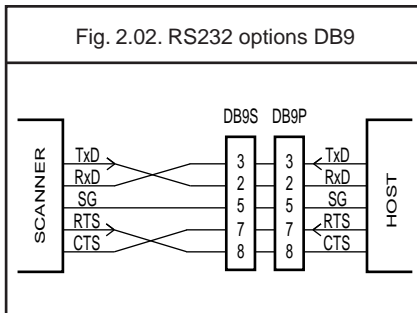 Fig. 2.02. RS232 options DB9
DB9S DB9P
SCANNER
TxD 3 3 TxD
RxD 2 2 RxD
SG 5 5 SG
RTS 7 7 RTS
CTS 8 8 CTS
HOST